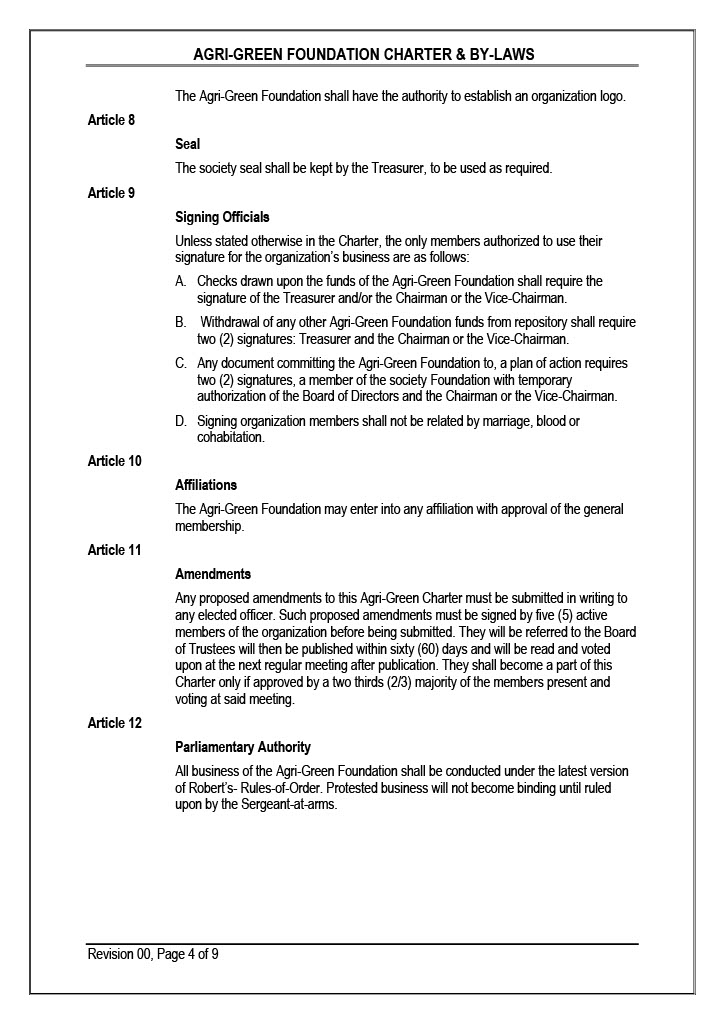 AGRI-GREEN FOUNDATION CHARTER & BY-LAWS
The Agri-Green Foundation shall have the authority to establish an organization logo.
Article 8
Seal
The society seal shall be kept by the Treasurer, to be used as required.
Article 9
Signing Officials
Unless stated otherwise in the Charter, the only members authorized to use their
signature for the organization's business are as follows:
A. Checks drawn upon the funds of the Agri-Green Foundation shall require the
signature of the Treasurer and/or the Chairman or the Vice-Chairman.
B. Withdrawal of any other Agri-Green Foundation funds from repository shall require
two (2) signatures: Treasurer and the Chairman or the Vice-Chairman.
C. Any document committing the Agri-Green Foundation to, a plan of action requires
two (2) signatures, a member of the society Foundation with temporary
authorization of the Board of Directors and the Chairman or the Vice-Chairman.
D. Signing organization members shall not be related by marriage, blood or
cohabitation.
Article 10
Affiliations
The Agri-Green Foundation may enter into any affiliation with approval of the general
membership.
Article 11
Amendments
Any proposed amendments to this Agri-Green Charter must be submitted in writing to
any elected officer. Such proposed amendments must be signed by five (5) active
members of the organization before being submitted. They will be referred to the Board
of Trustees will then be published within sixty (60) days and will be read and voted
upon at the next regular meeting after publication. They shall become a part of this
Charter only if approved by a two thirds (2/3) majority of the members present and
voting at said meeting.
Article 12
Parliamentary Authority
All business of the Agri-Green Foundation shall be conducted under the latest version
of Robert's- Rules-of-Order. Protested business will not become binding until ruled
upon by the Sergeant-at-arms.
Revision 00, Page 4 of 9